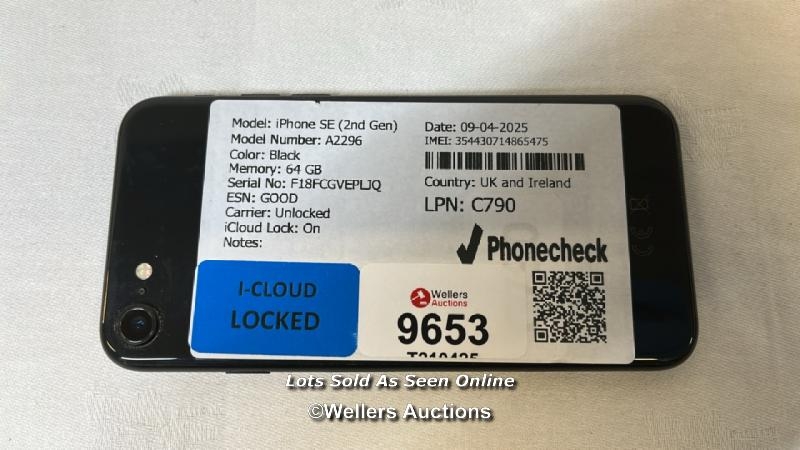 Model: iPhone SE (2nd Gen)
Model Number: A2296
Color: Black
Memory: 64 GB
Serial No: F18FCGVEPLJQ
ESN: GOOD
Carrier: Unlocked
iCloud Lock: On
Notes:
Date: 09-04-2025
IMEI: 354430714865475
Country: UK and Ireland
LPN: C790
Phonecheck
I-CLOUD
LOCKED
Wellers
Auctions
9653
T210425
Lots Sold As Seen Online
©Wellers Auctions